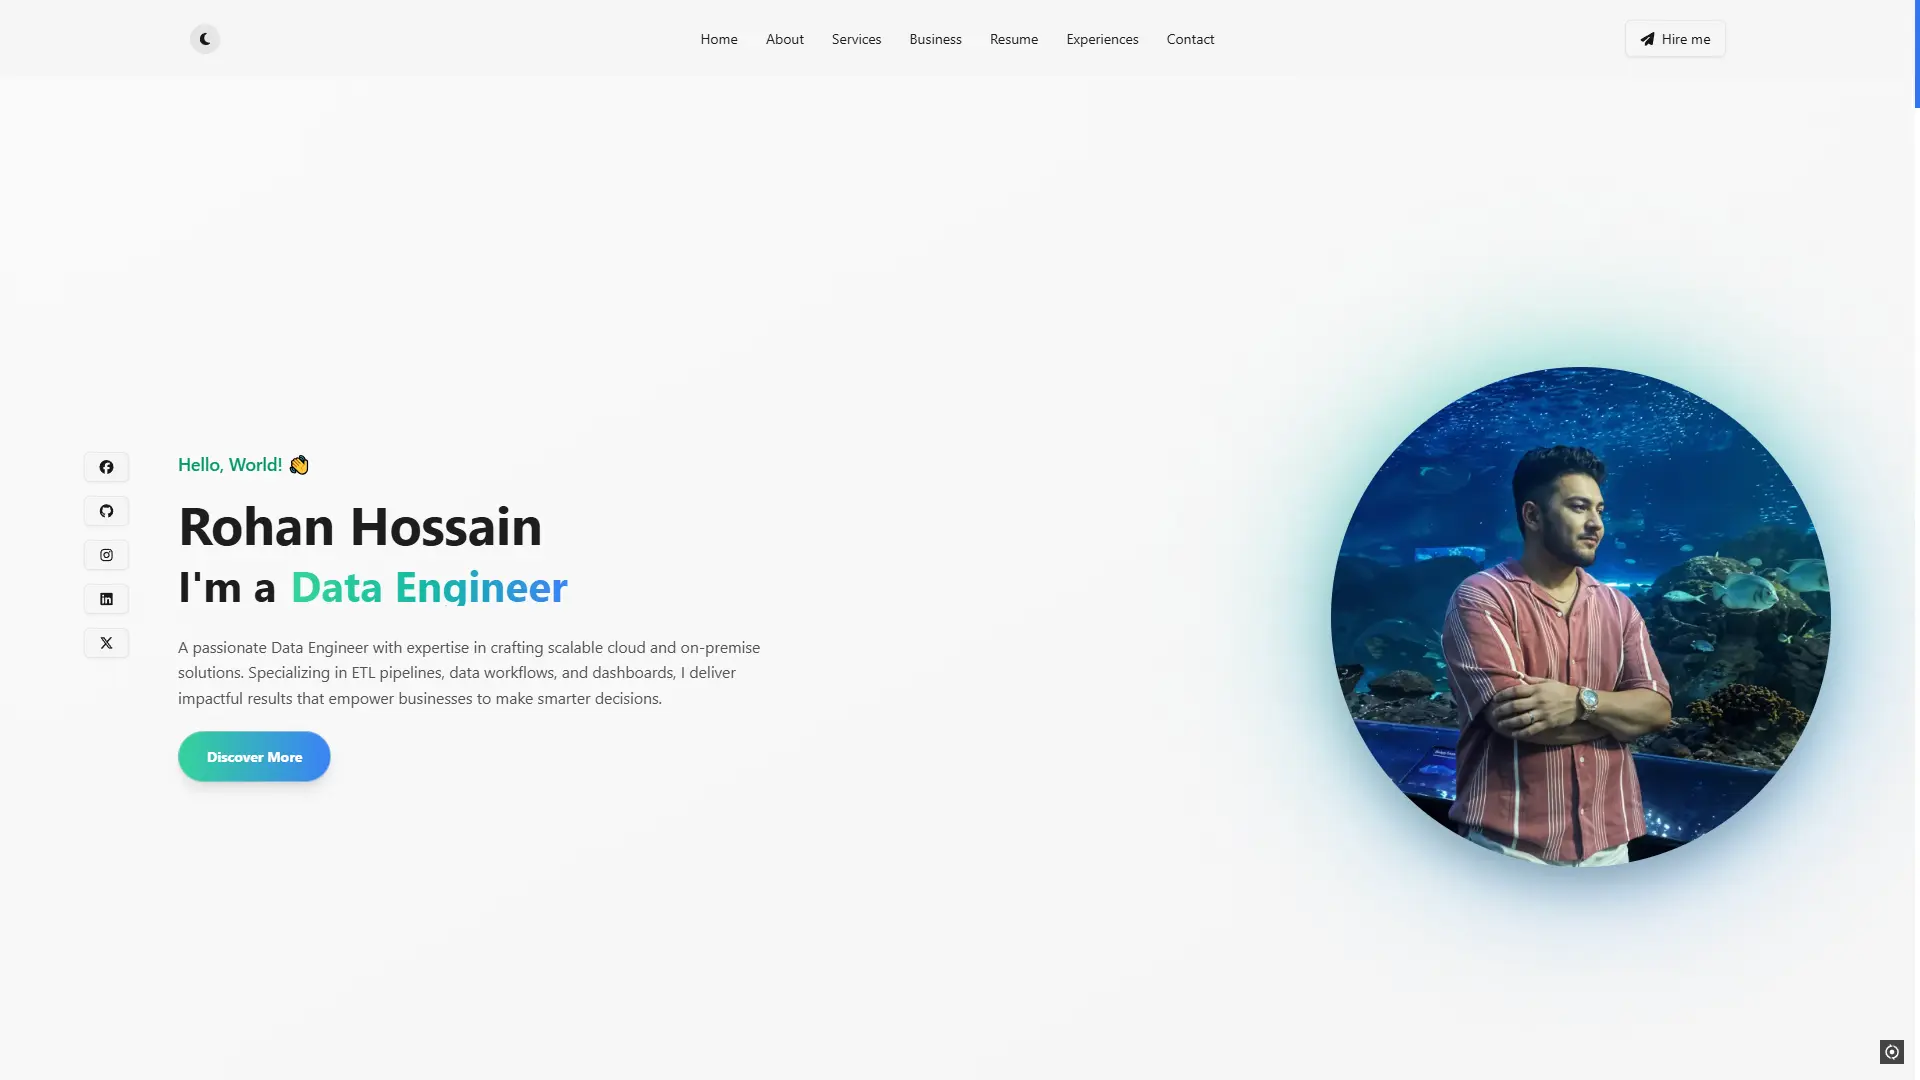 Home About Services Business Resume Experiences Contact Hire me
Hello, World! 👋
Rohan Hossain
I'm a Data Engineer
A passionate Data Engineer with expertise in crafting scalable cloud and on-premise
solutions. Specializing in ETL pipelines, data workflows, and dashboards, I deliver
impactful results that empower businesses to make smarter decisions.
Discover More